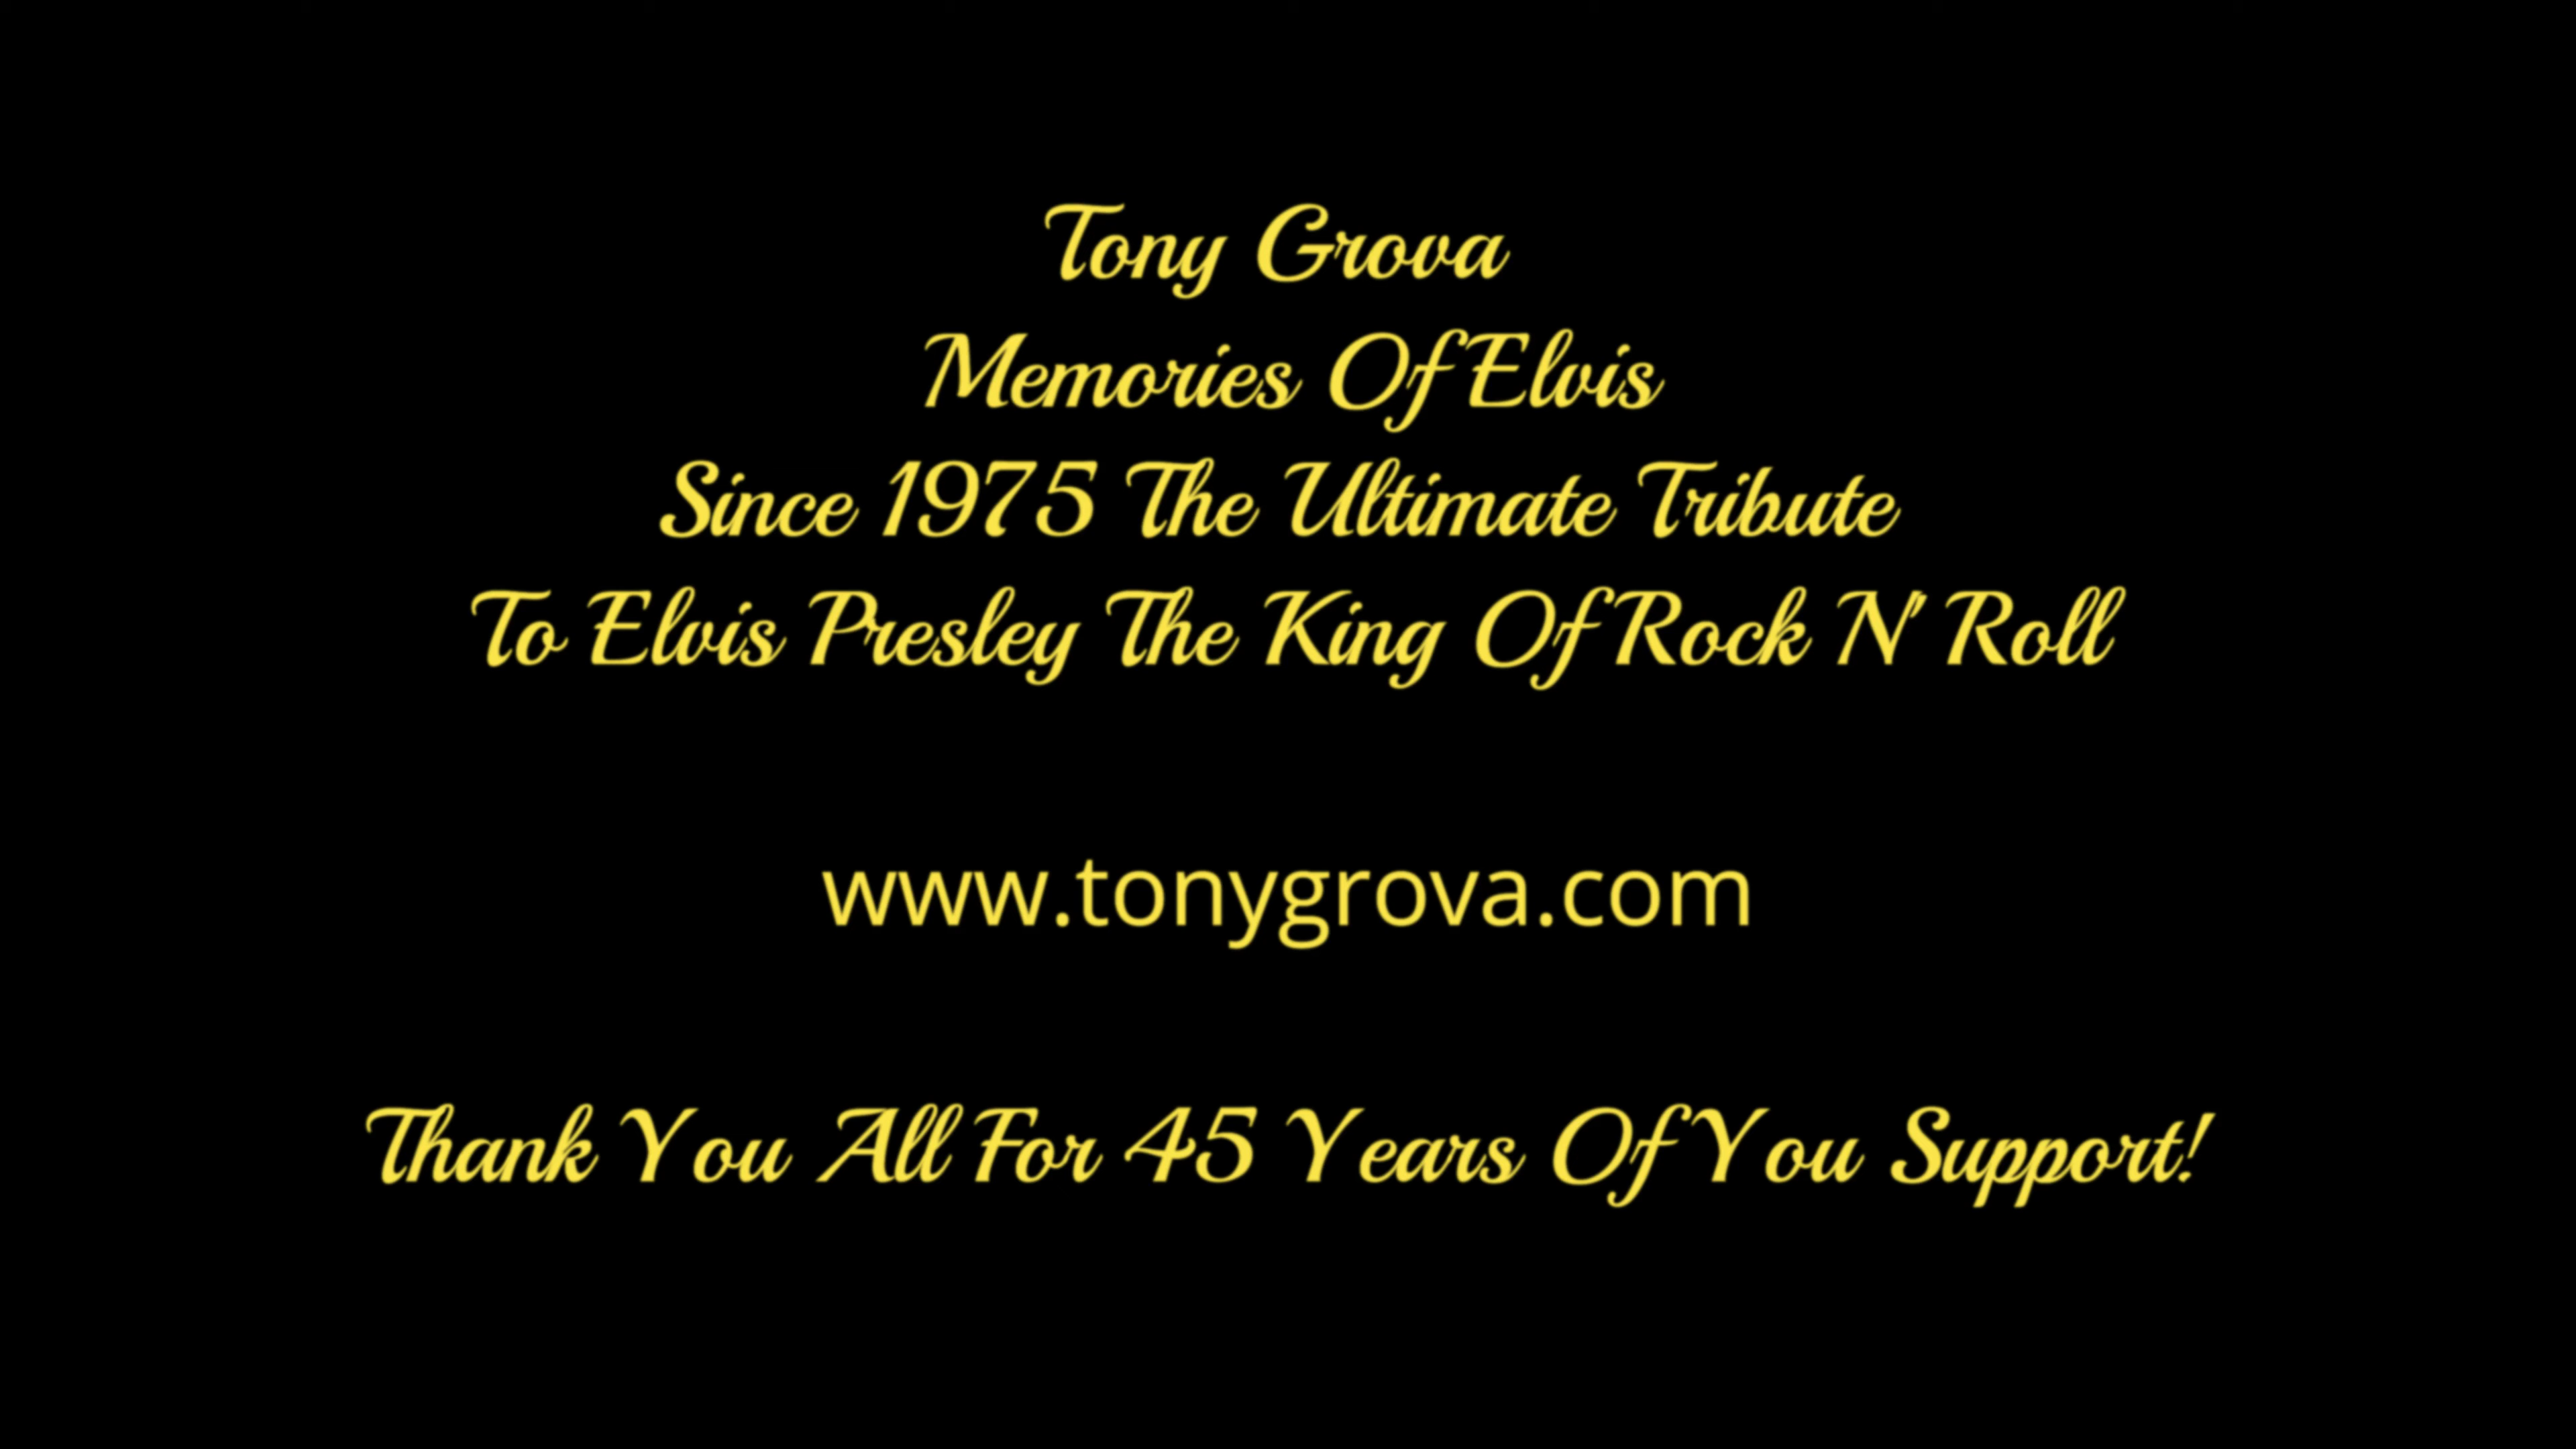 Tony Grova
Memories Of Elvis
Since 1975 The Ultimate Tribute
To Elvis Presley The King Of Rock N' Roll
www.tonygrova.com
Thank You All For 45 Years Of You Support!